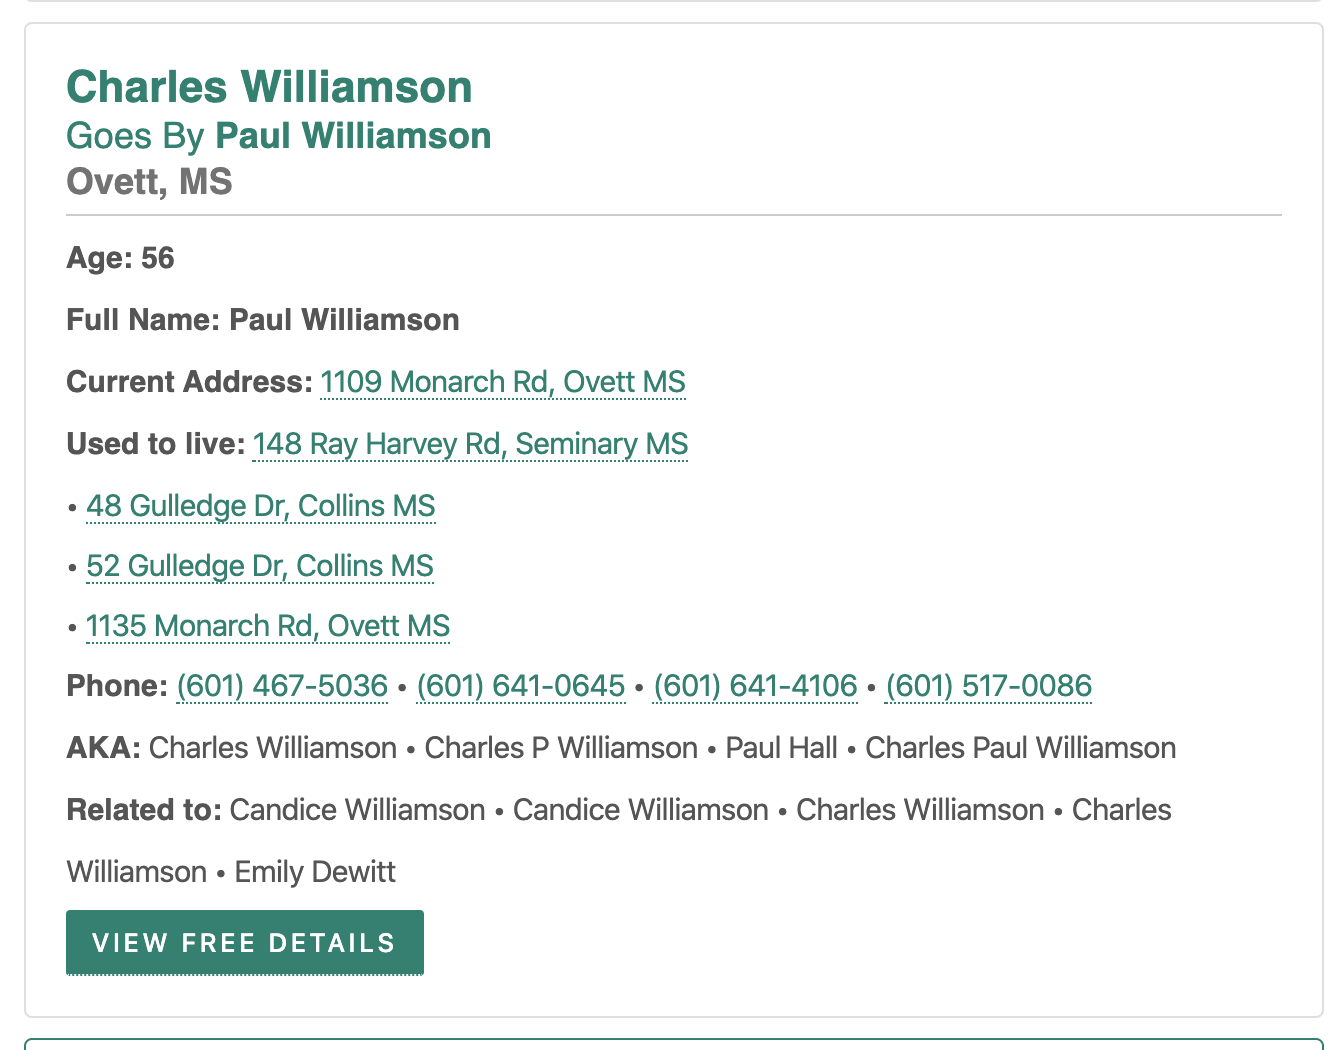 Charles Williamson
Goes By Paul Williamson
Ovett, MS
Age: 56
Full Name: Paul Williamson
Current Address: 1109 Monarch Rd, Ovett MS
Used to live: 148 Ray Harvey Rd, Seminary MS
• 48 Gulledge Dr, Collins MS
• 52 Gulledge Dr, Collins MS
• 1135 Monarch Rd, Ovett MS
Phone: (601) 467-5036 • (601) 641-0645 • (601) 641-4106 • (601) 517-0086
AKA: Charles Williamson • Charles P Williamson • Paul Hall • Charles Paul Williamson
Related to: Candice Williamson • Candice Williamson • Charles Williamson • Charles
Williamson • Emily Dewitt
VIEW FREE DETAILS